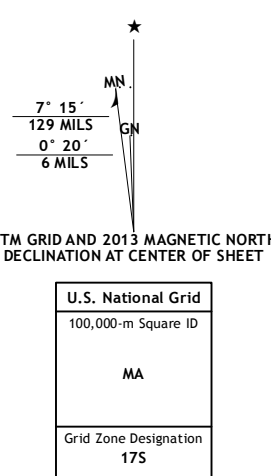 ★
MN
7° 15´
129 MILS
GN
0° 20´
6 MILS
TM GRID AND 2013 MAGNETIC NORTH
DECLINATION AT CENTER OF SHEET
U.S. National Grid
100,000-m Square ID
MA
Grid Zone Designation
17S